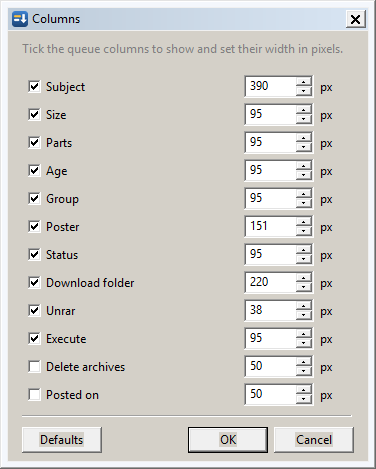 Columns
Tick the queue columns to show and set their width in pixels.
Subject 390 px
Size 95 px
Parts 95 px
Age 95 px
Group 95 px
Poster 151 px
Status 95 px
Download folder 220 px
Unrar 38 px
Execute 95 px
Delete archives 50 px
Posted on 50 px
Defaults OK Cancel